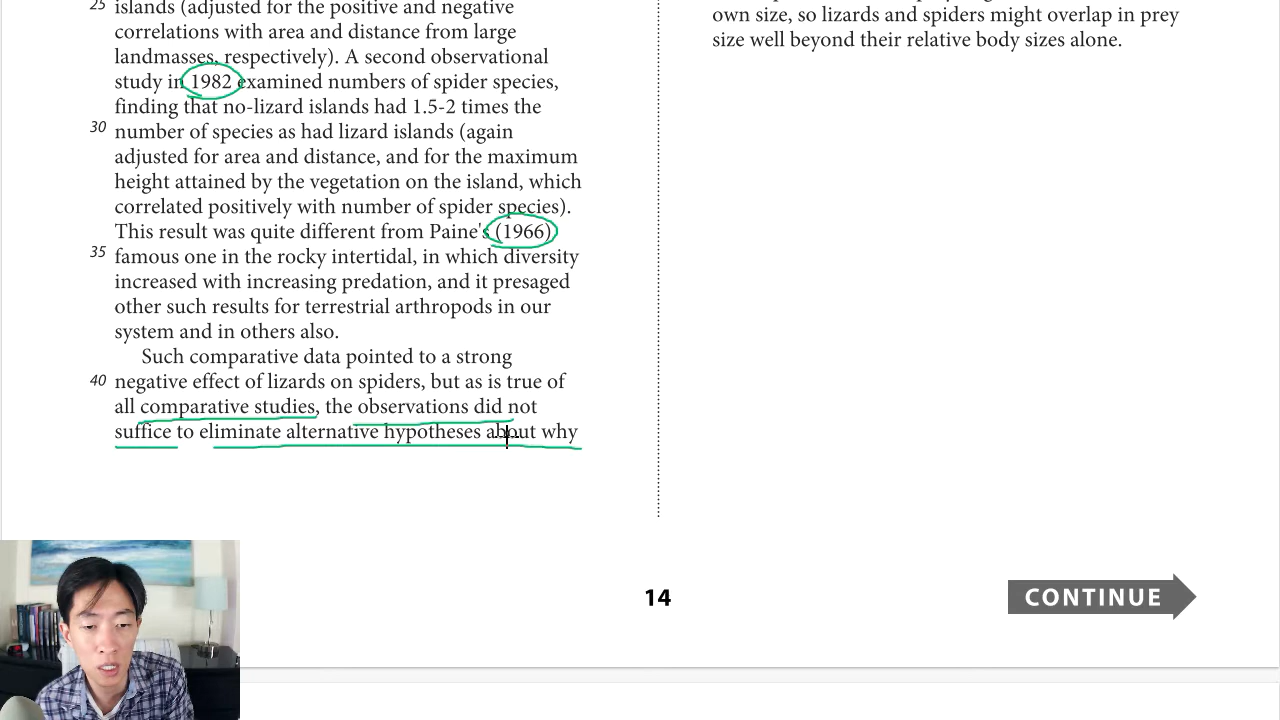 25 islands (adjusted for the positive and negative
correlations with area and distance from large
landmasses, respectively). A second observational
study in 1982 examined numbers of spider species,
finding that no-lizard islands had 1.5-2 times the
30 number of species as had lizard islands (again
adjusted for area and distance, and for the maximum
height attained by the vegetation on the island, which
correlated positively with number of spider species).
This result was quite different from Paine's (1966)
35 famous one in the rocky intertidal, in which diversity
increased with increasing predation, and it presaged
other such results for terrestrial arthropods in our
system and in others also.
Such comparative data pointed to a strong
40 negative effect of lizards on spiders, but as is true of
all comparative studies, the observations did not
suffice to eliminate alternative hypotheses about why
own size, so lizards and spiders might overlap in prey
size well beyond their relative body sizes alone.
14
CONTINUE